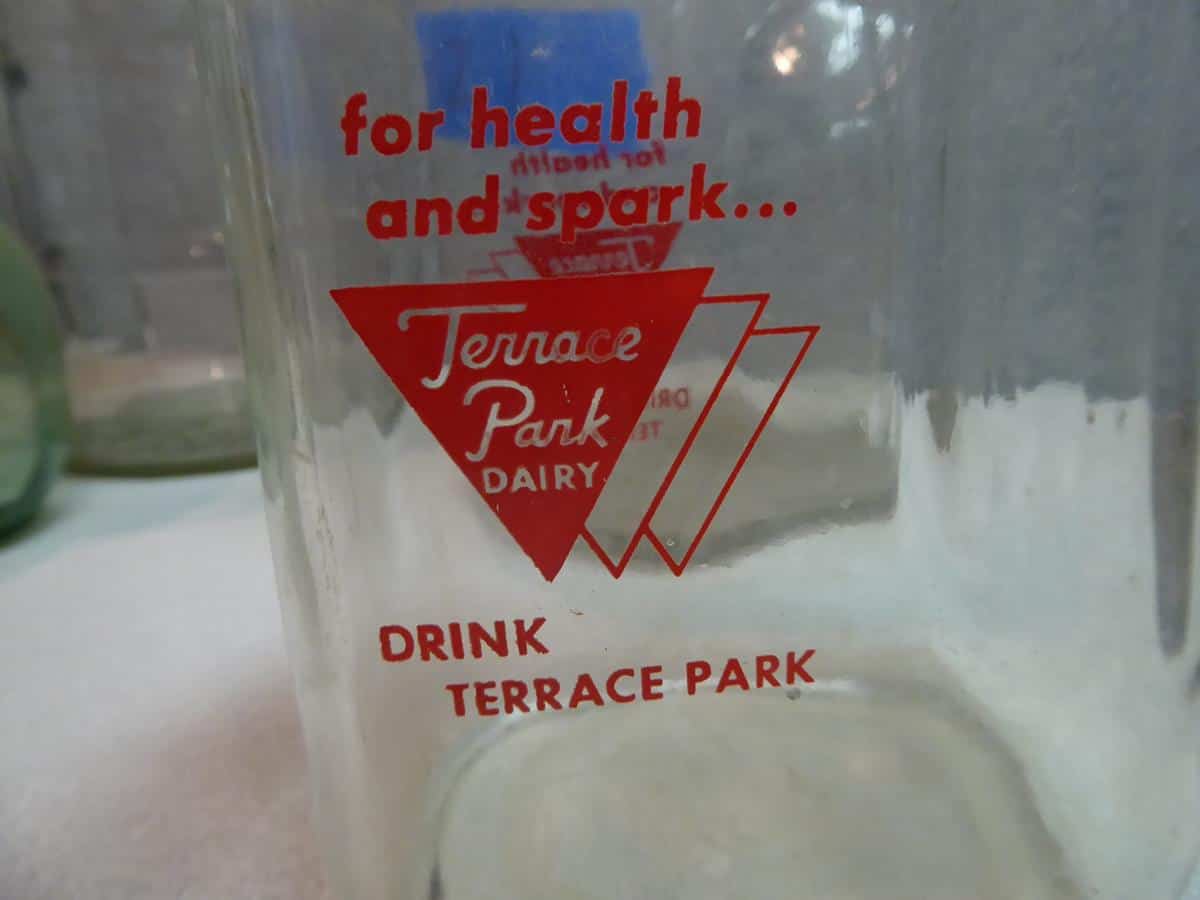 for health
and spark...
Terrace
Park
DAIRY
DRINK
TERRACE PARK